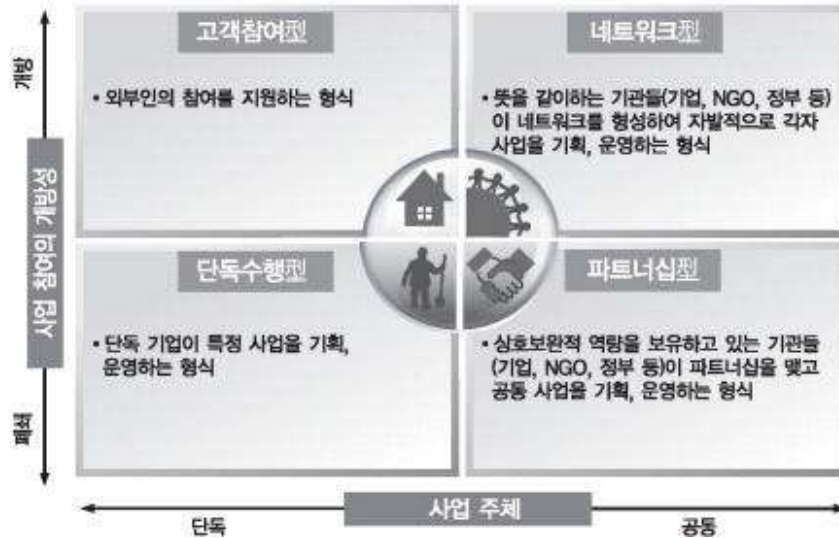 고객참여型
• 외부인의 참여를 지원하는 형식
네트워크型
• 뜻을 같이하는 기관들(기업, NGO, 정부 등)
이 네트워크를 형성하여 자발적으로 각자
사업을 기획, 운영하는 형식
단독수행型
• 단독 기업이 특정 사업을 기획,
운영하는 형식
파트너십型
• 상호보완적 역량을 보유하고 있는 기관들
(기업, NGO, 정부 등)이 파트너십을 맺고
공동 사업을 기획, 운영하는 형식
개방
사업 참여의 개방성
폐쇄
단독
사업 주체
공동